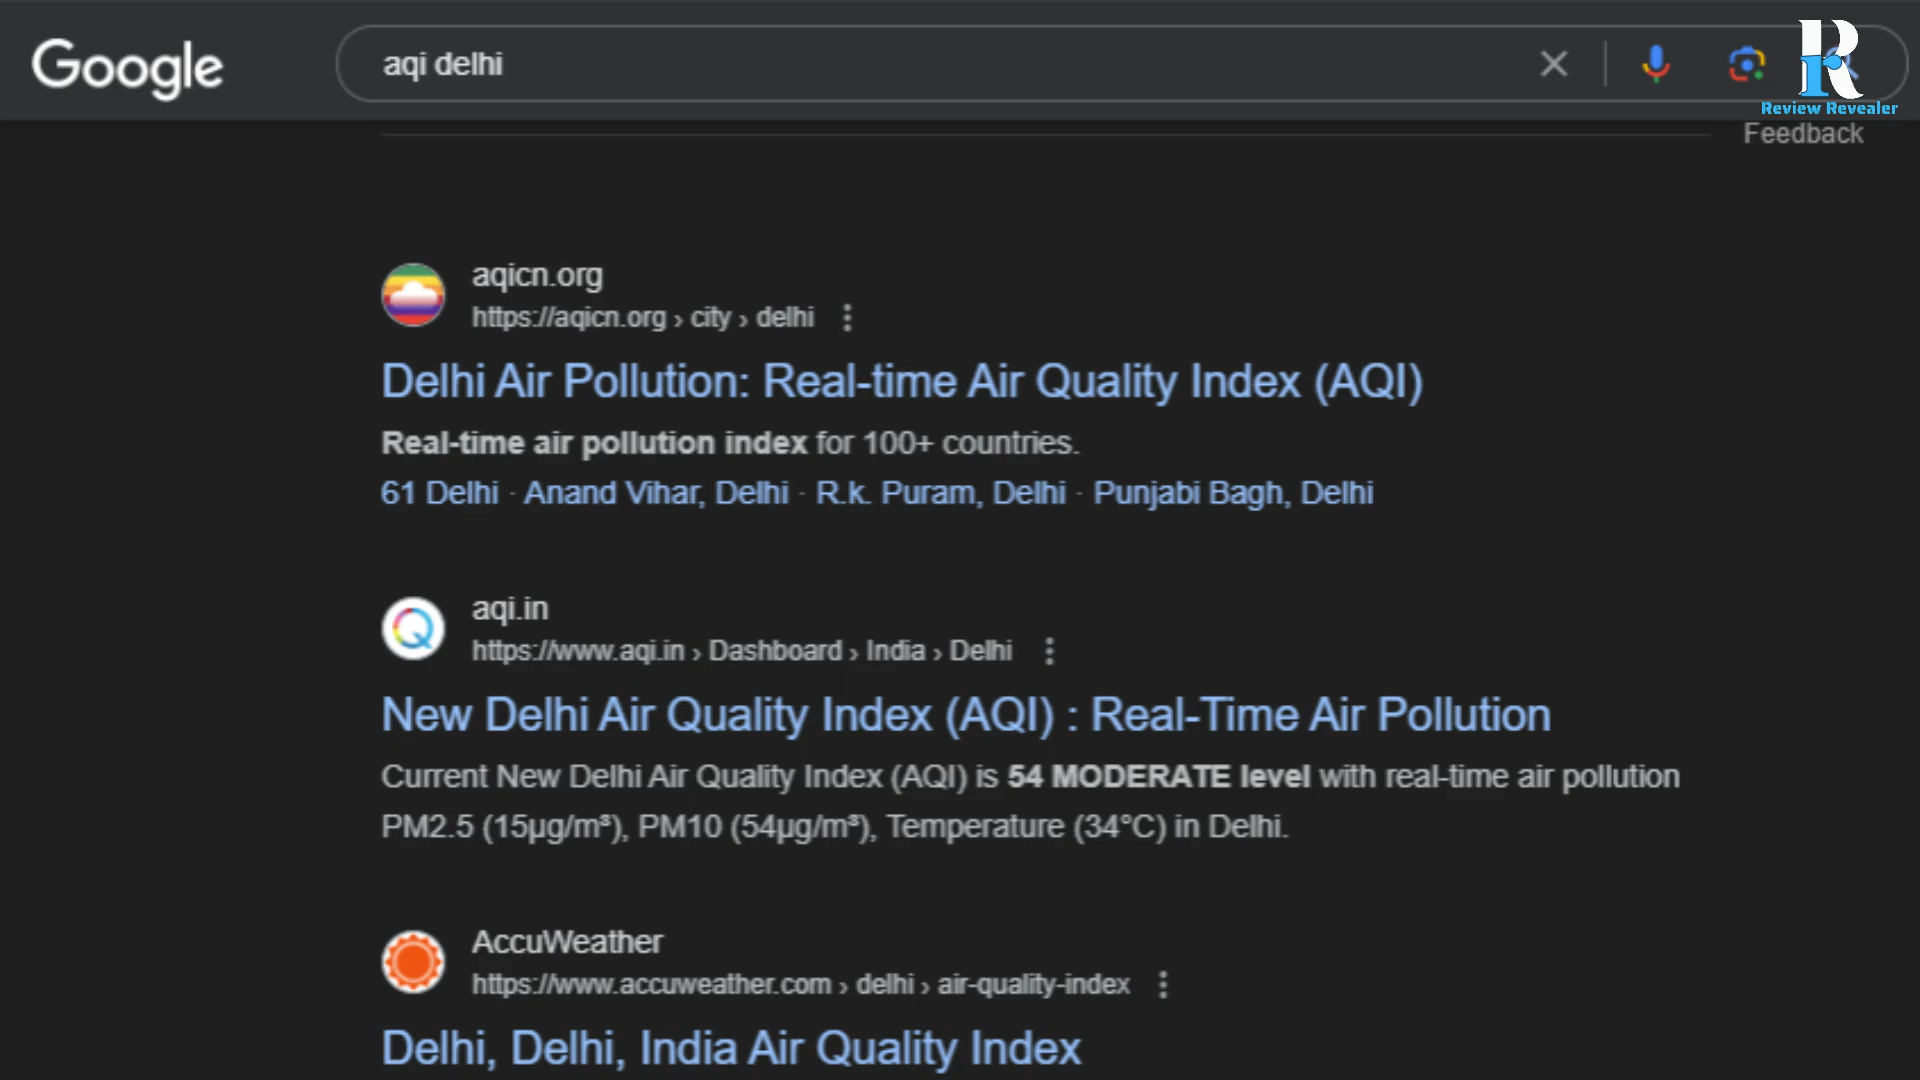 Google
aqi delhi
Review Revealer
Feedback
aqicn.org
https://aqicn.org › city › delhi
Delhi Air Pollution: Real-time Air Quality Index (AQI)
Real-time air pollution index for 100+ countries.
61 Delhi · Anand Vihar, Delhi · R.k. Puram, Delhi · Punjabi Bagh, Delhi
aqi.in
https://www.aqi.in › Dashboard › India › Delhi
New Delhi Air Quality Index (AQI) : Real-Time Air Pollution
Current New Delhi Air Quality Index (AQI) is 54 MODERATE level with real-time air pollution
PM2.5 (15µg/m³), PM10 (54µg/m³), Temperature (34°C) in Delhi.
AccuWeather
https://www.accuweather.com › delhi › air-quality-index
Delhi, Delhi, India Air Quality Index